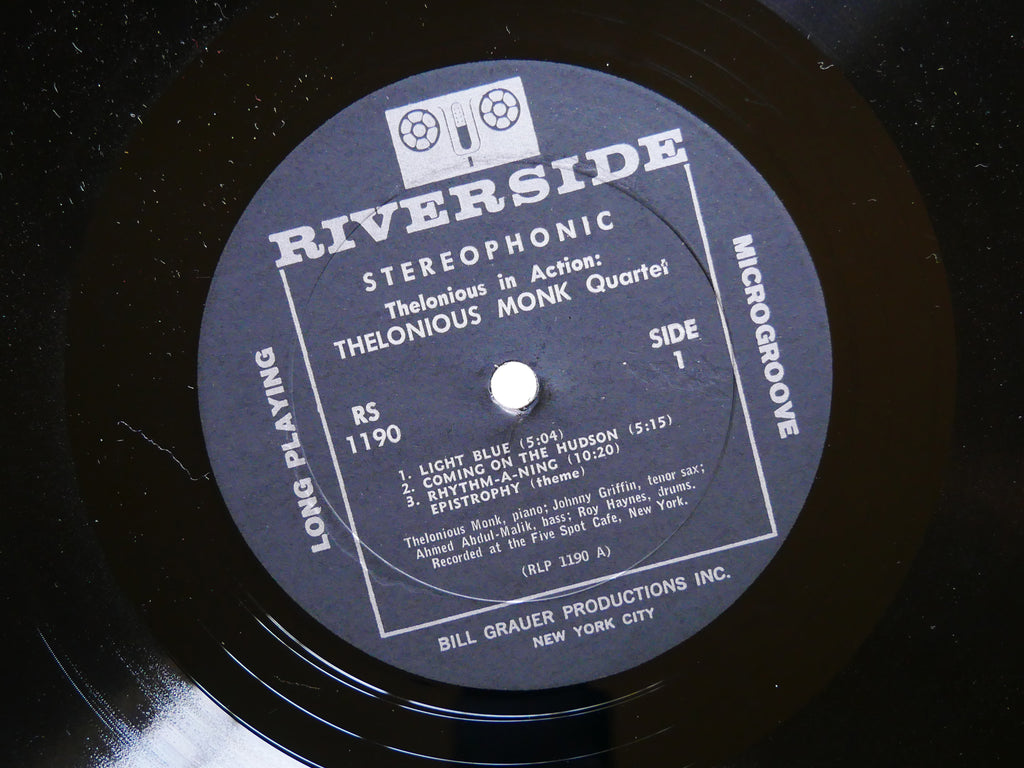 RIVERSIDE
STEREOPHONIC
Thelonious in Action:
THELONIOUS MONK Quartet
SIDE
1
RS
1190
LONG PLAYING
MICROGROOVE
1. LIGHT BLUE (5:04)
2. COMING ON THE HUDSON (5:15)
3. RHYTHM-A-NING (10:20)
EPISTROPHY (theme)
Thelonious Monk, piano; Johnny Griffin, tenor sax;
Ahmed Abdul-Malik, bass; Roy Haynes, drums.
Recorded at the Five Spot Cafe, New York.
(RLP 1190 A)
BILL GRAUER PRODUCTIONS INC.
NEW YORK CITY